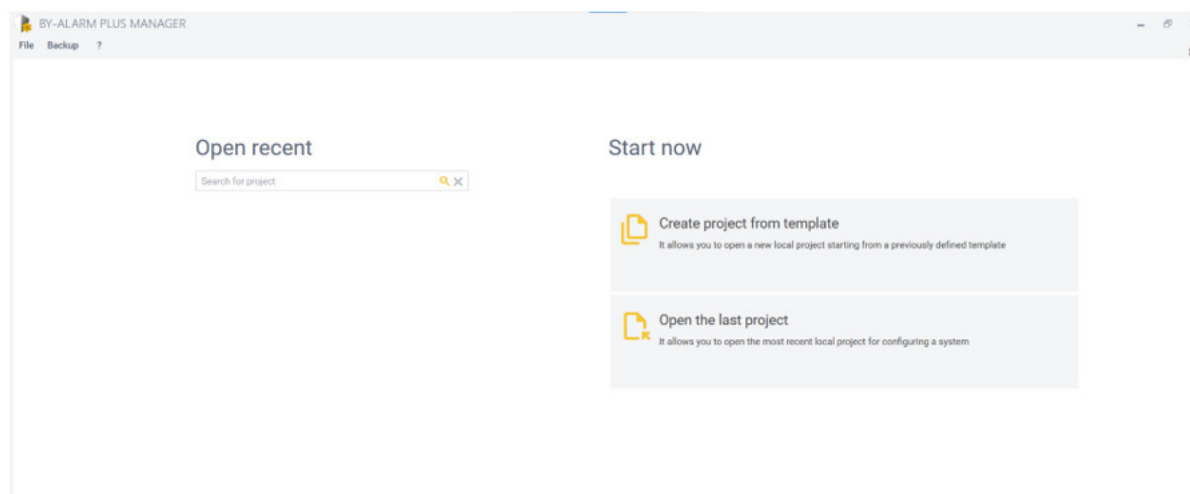 BY-ALARM PLUS MANAGER
File Backup ?
Open recent
Search for project
Start now
Create project from template
It allows you to open a new local project starting from a previously defined template
Open the last project
It allows you to open the most recent local project for configuring a system